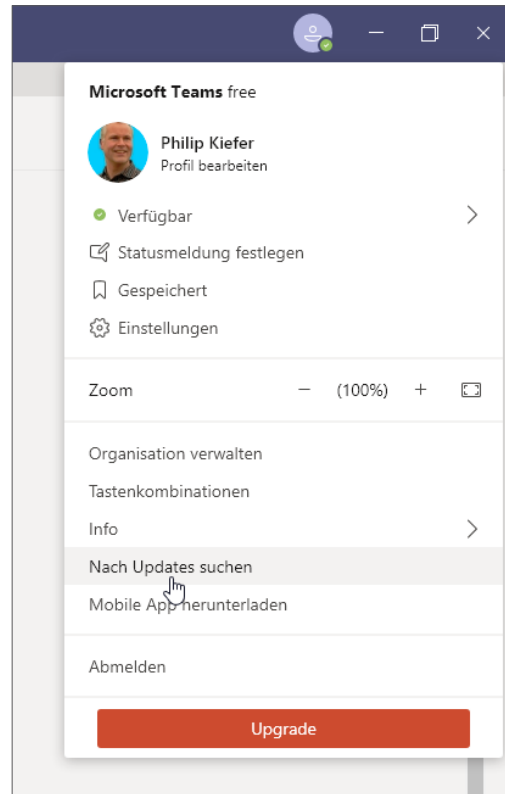 Microsoft Teams free
Philip Kiefer
Profil bearbeiten
Verfügbar
Statusmeldung festlegen
Gespeichert
Einstellungen
Zoom − (100%) +
Organisation verwalten
Tastenkombinationen
Info
Nach Updates suchen
Mobile App herunterladen
Abmelden
Upgrade